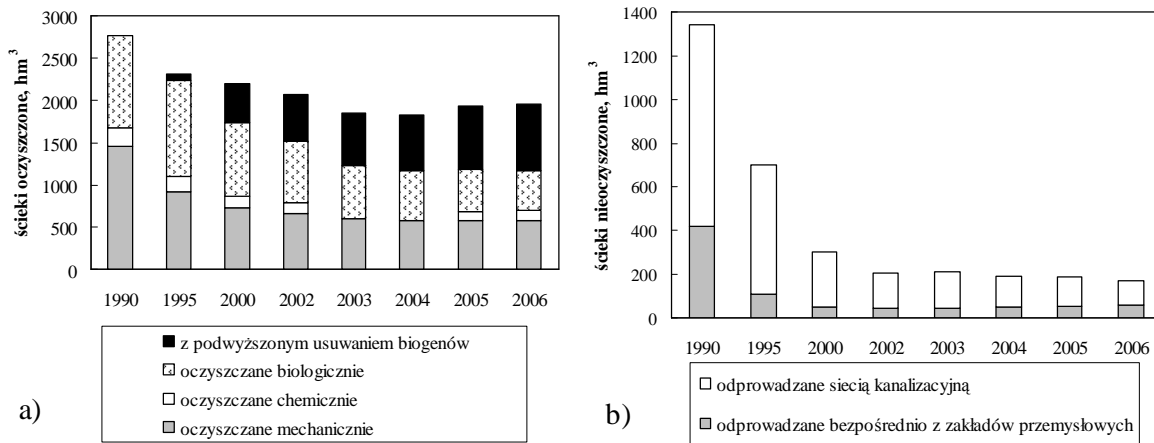 ścieki oczyszczone, hm³
3000
2500
2000
1500
1000
500
0
1990 1995 2000 2002 2003 2004 2005 2006
z podwyższonym usuwaniem biogenów
oczyszczane biologicznie
oczyszczane chemicznie
oczyszczane mechanicznie
a)
ścieki nieoczyszczone, hm³
1400
1200
1000
800
600
400
200
0
1990 1995 2000 2002 2003 2004 2005 2006
odprowadzane siecią kanalizacyjną
odprowadzane bezpośrednio z zakładów przemysłowych
b)